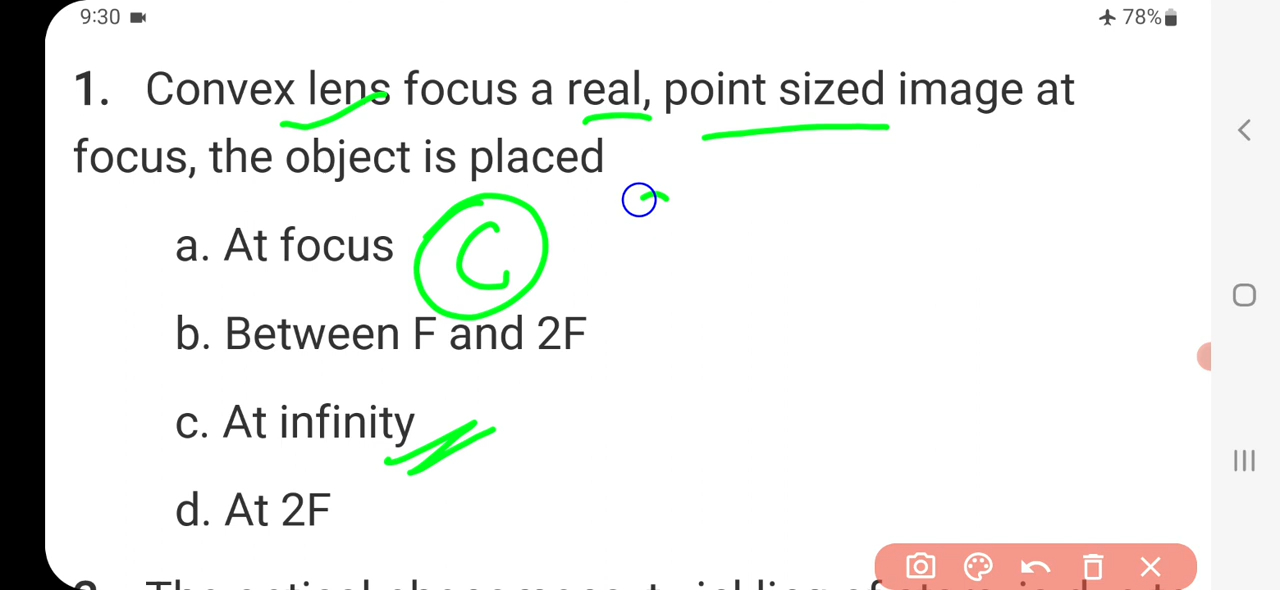 9:30
78%
1. Convex lens focus a real, point sized image at
focus, the object is placed
a. At focus
C
b. Between F and 2F
c. At infinity
d. At 2F